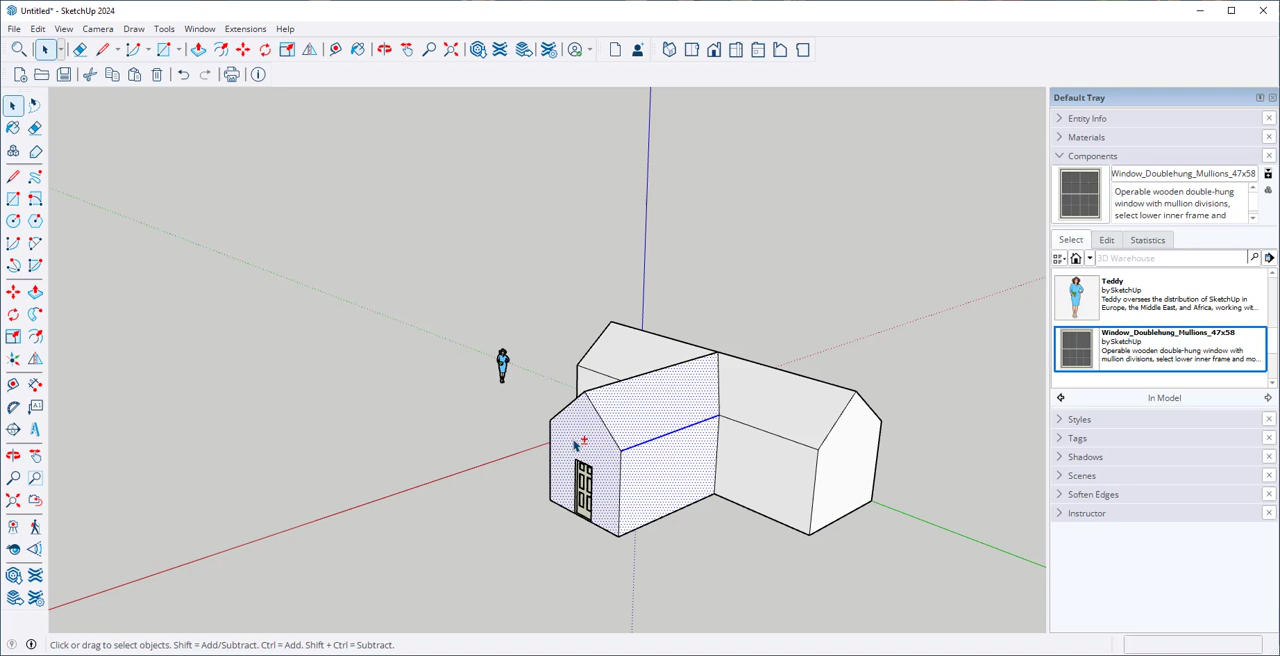 Untitled* - SketchUp 2024
File Edit View Camera Draw Tools Window Extensions Help
Default Tray
Entity Info
Materials
Components
Window_Doublehung_Mullions_47x58
Operable wooden double-hung
window with mullion divisions,
select lower inner frame and
Select Edit Statistics
3D Warehouse
Teddy
by SketchUp
Teddy oversees the distribution of SketchUp in
Europe, the Middle East, and Africa, working wit...
Window_Doublehung_Mullions_47x58
by SketchUp
Operable wooden double-hung window with
mullion divisions, select lower inner frame and mo...
In Model
Styles
Tags
Shadows
Scenes
Soften Edges
Instructor
Click or drag to select objects. Shift = Add/Subtract. Ctrl = Add. Shift + Ctrl = Subtract.